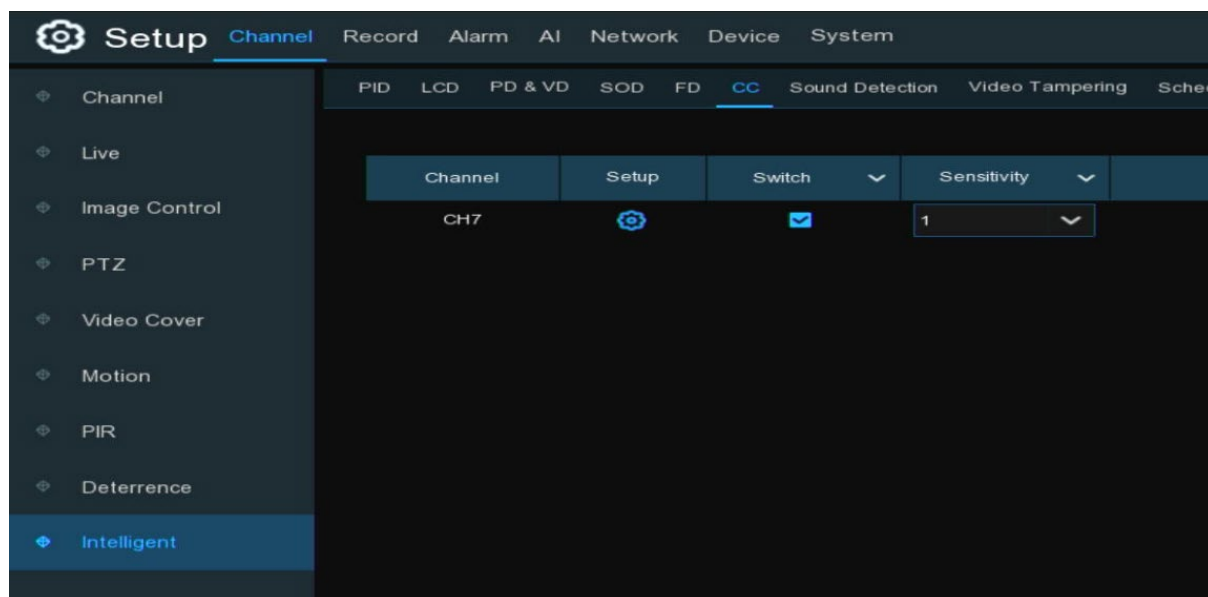 Setup Channel Record Alarm AI Network Device System
PID LCD PD & VD SOD FD CC Sound Detection Video Tampering
Channel
Live
Image Control
PTZ
Video Cover
Motion
PIR
Deterrence
Intelligent
Channel Setup Switch Sensitivity
CH7 1